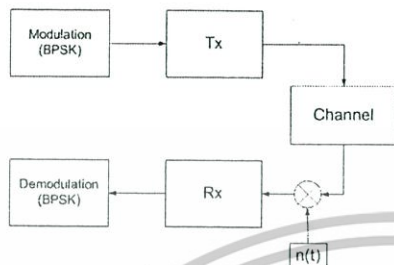 Modulation
(BPSK)
Tx
Channel
Demodulation
(BPSK)
Rx
n(t)